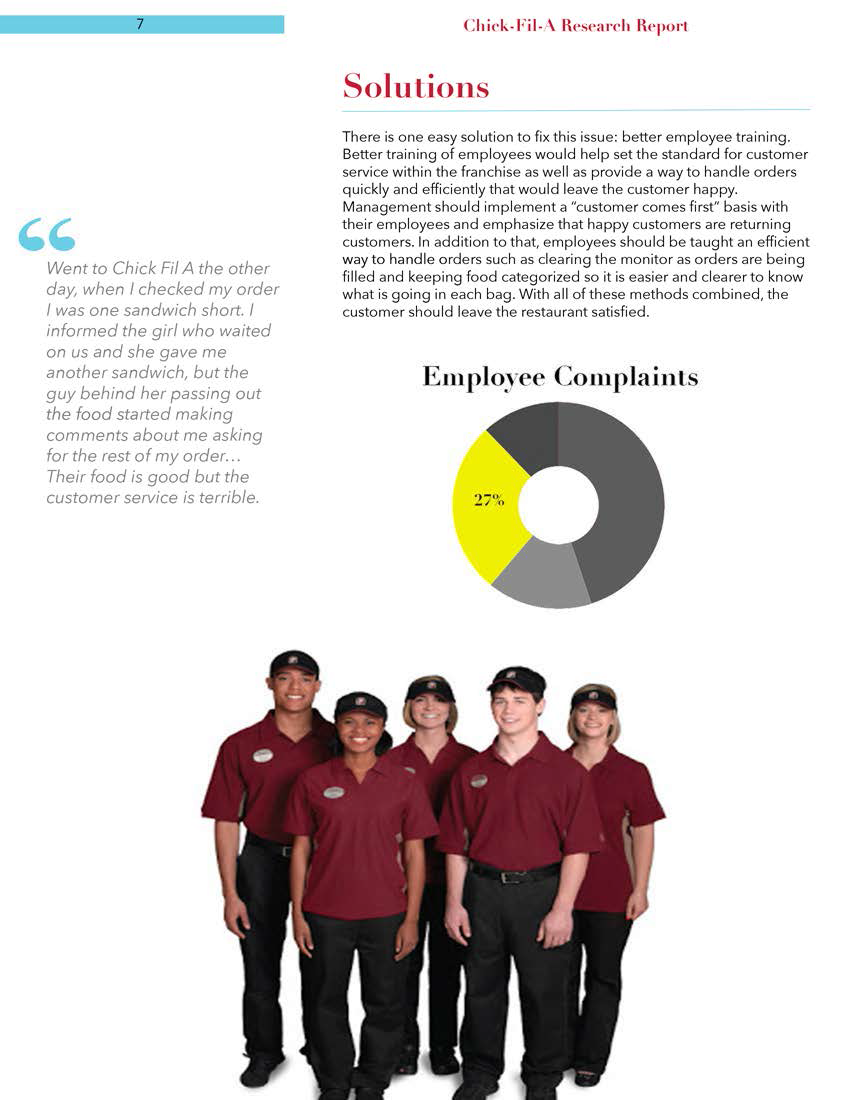 7
Chick-Fil-A Research Report
Solutions
There is one easy solution to fix this issue: better employee training.
Better training of employees would help set the standard for customer
service within the franchise as well as provide a way to handle orders
quickly and efficiently that would leave the customer happy.
Management should implement a “customer comes first” basis with
their employees and emphasize that happy customers are returning
customers. In addition to that, employees should be taught an efficient
way to handle orders such as clearing the monitor as orders are being
filled and keeping food categorized so it is easier and clearer to know
what is going in each bag. With all of these methods combined, the
customer should leave the restaurant satisfied.
“
Went to Chick Fil A the other
day, when I checked my order
I was one sandwich short. I
informed the girl who waited
on us and she gave me
another sandwich, but the
guy behind her passing out
the food started making
comments about me asking
for the rest of my order…
Their food is good but the
customer service is terrible.
Employee Complaints
27%